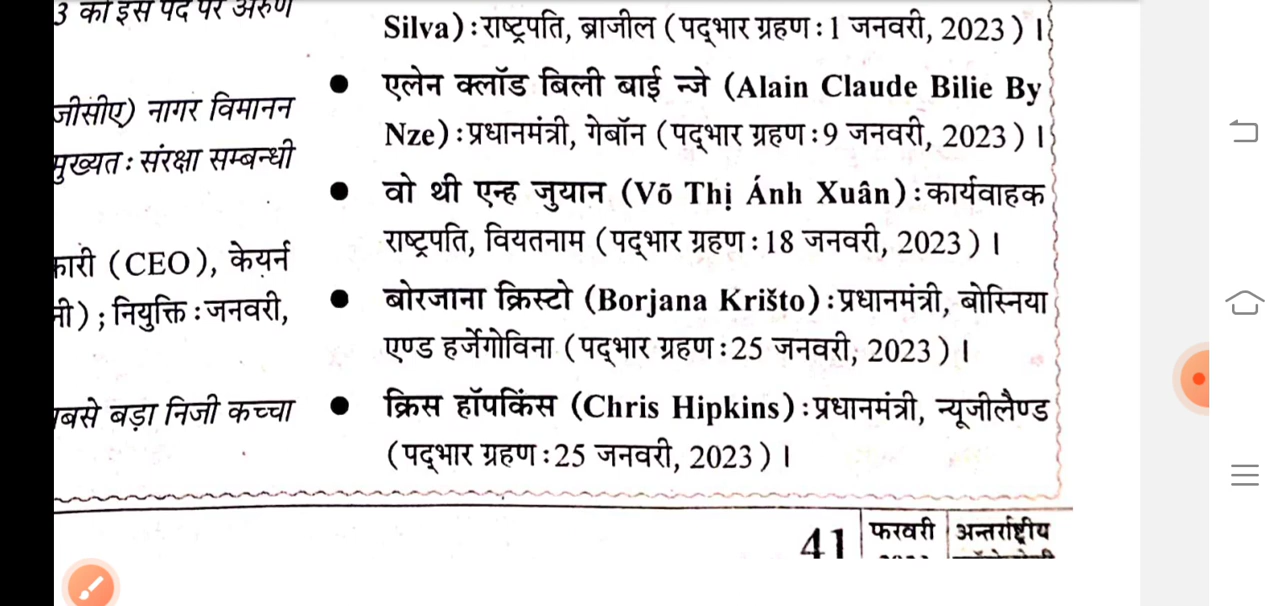 3 को इस पद पर अरुण
जीसीए) नागर विमानन
मुख्यतः संरक्षा सम्बन्धी
कारी (CEO), केयर्न
नी) ; नियुक्ति : जनवरी,
सबसे बड़ा निजी कच्चा
Silva) : राष्ट्रपति, ब्राजील (पद्भार ग्रहण : 1 जनवरी, 2023) ।
● एलेन क्लॉड बिली बाई न्जे (Alain Claude Bilie By
Nze) : प्रधानमंत्री, गेबॉन (पद्भार ग्रहण : 9 जनवरी, 2023) ।
● वो थी एन्ह जुयान (Võ Thị Ánh Xuân) : कार्यवाहक
राष्ट्रपति, वियतनाम (पद्भार ग्रहण : 18 जनवरी, 2023) ।
● बोरजाना क्रिस्टो (Borjana Krišto) : प्रधानमंत्री, बोस्निया
एण्ड हर्जेगोविना (पद्भार ग्रहण : 25 जनवरी, 2023) ।
● क्रिस हॉपकिंस (Chris Hipkins) : प्रधानमंत्री, न्यूजीलैण्ड
(पद्भार ग्रहण : 25 जनवरी, 2023) ।
41 फरवरी अन्तर्राष्ट्रीय